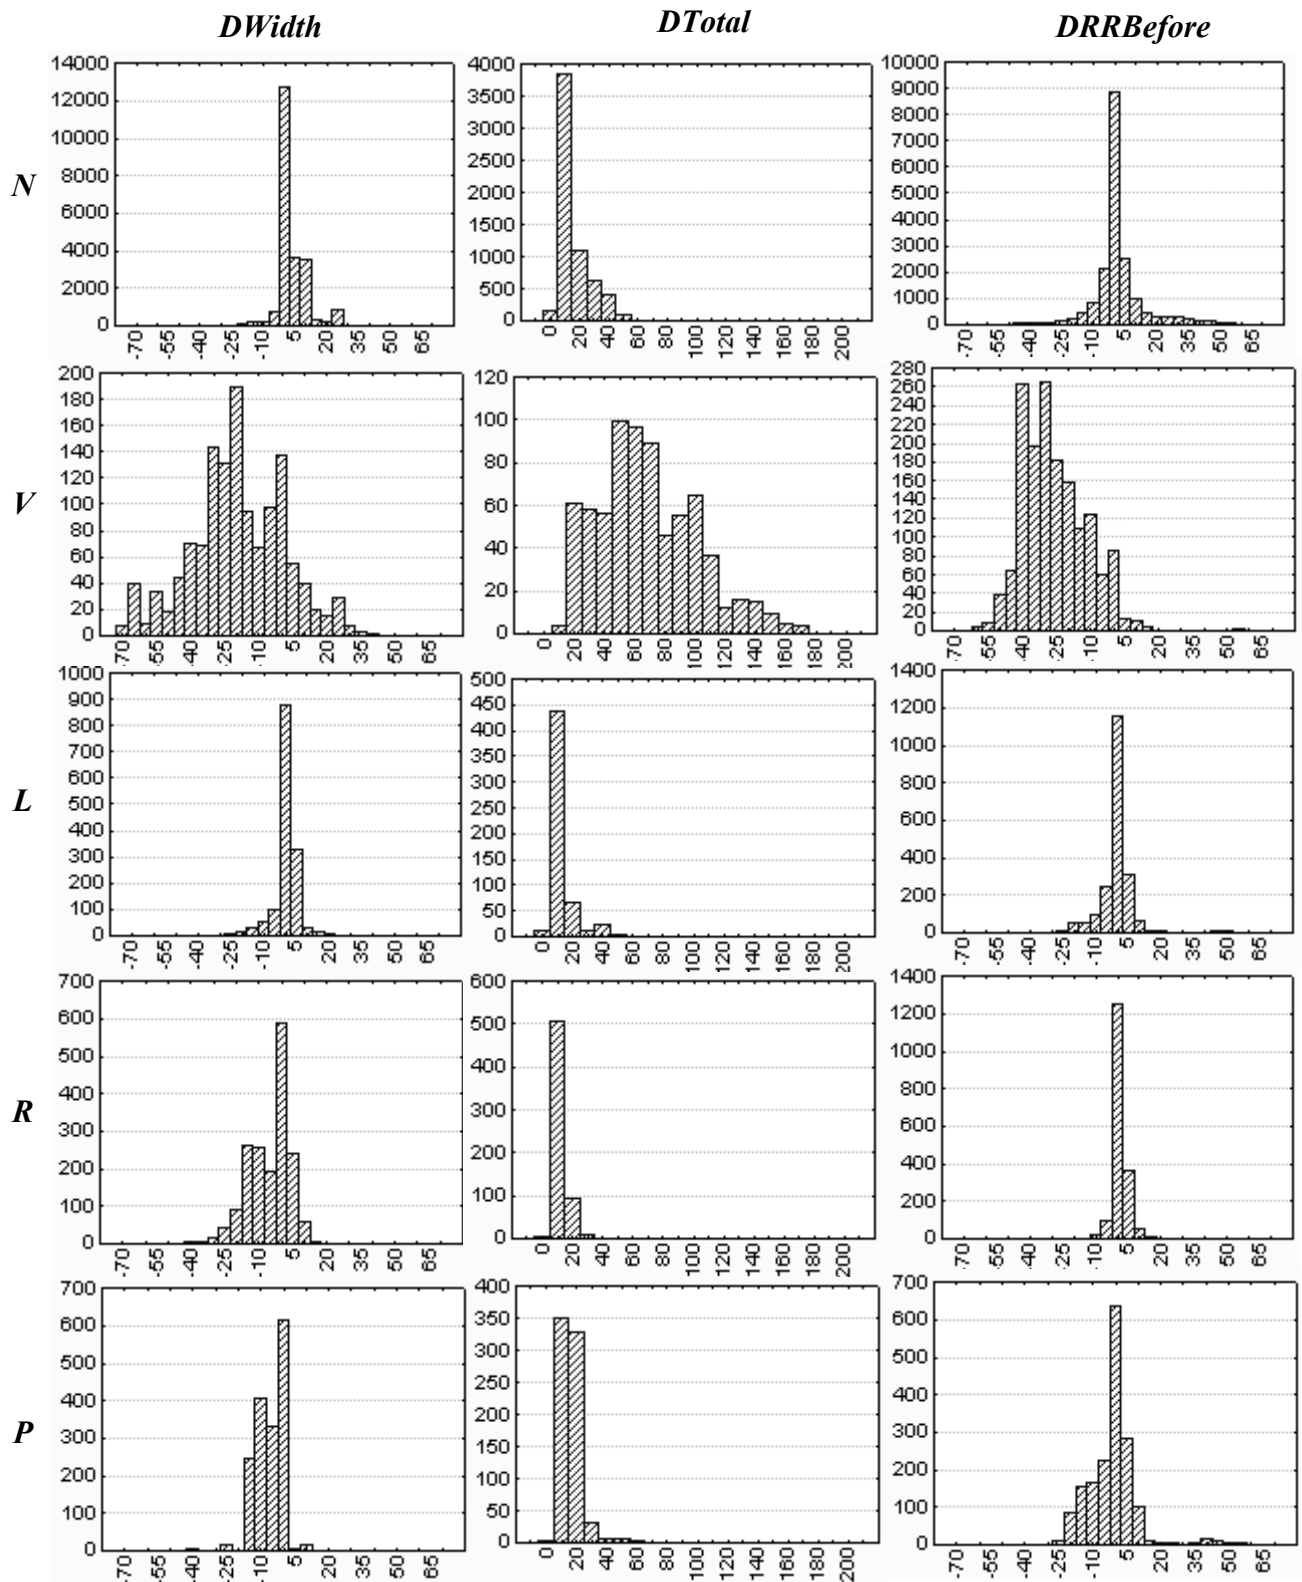 DWidth DTotal DRRBefore
N
14000 12000 10000 8000 6000 4000 2000 0
-70 -55 -40 -25 -10 5 20 35 50 65
4000 3500 3000 2500 2000 1500 1000 500 0
0 20 40 60 80 100 120 140 160 180 200
10000 9000 8000 7000 6000 5000 4000 3000 2000 1000 0
-70 -55 -40 -25 -10 5 20 35 50 65
V
200 180 160 140 120 100 80 60 40 20 0
-70 -55 -40 -25 -10 5 20 35 50 65
120 100 80 60 40 20 0
0 20 40 60 80 100 120 140 160 180 200
280 260 240 220 200 180 160 140 120 100 80 60 40 20 0
-70 -55 -40 -25 -10 5 20 35 50 65
L
1000 900 800 700 600 500 400 300 200 100 0
-70 -55 -40 -25 -10 5 20 35 50 65
500 450 400 350 300 250 200 150 100 50 0
0 20 40 60 80 100 120 140 160 180 200
1400 1200 1000 800 600 400 200 0
-70 -55 -40 -25 -10 5 20 35 50 65
R
700 600 500 400 300 200 100 0
-70 -55 -40 -25 -10 5 20 35 50 65
600 500 400 300 200 100 0
0 20 40 60 80 100 120 140 160 180 200
1400 1200 1000 800 600 400 200 0
-70 -55 -40 -25 -10 5 20 35 50 65
P
700 600 500 400 300 200 100 0
-70 -55 -40 -25 -10 5 20 35 50 65
400 350 300 250 200 150 100 50 0
0 20 40 60 80 100 120 140 160 180 200
700 600 500 400 300 200 100 0
-70 -55 -40 -25 -10 5 20 35 50 65